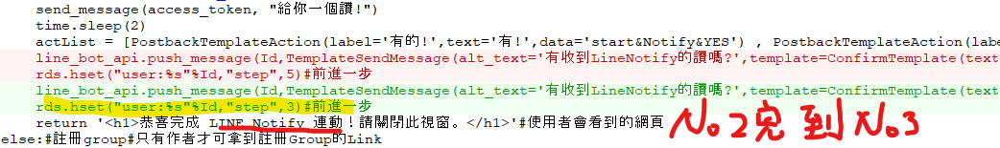 send_message(access_token, "給你一個讚!")
time.sleep(2)
actList = [PostbackTemplateAction(label='有的!',text='有!',data='start&Notify&YES') , PostbackTemplateAction(labe
line_bot_api.push_message(Id,TemplateSendMessage(alt_text='有收到LineNotify的讚嗎?',template=ConfirmTemplate(text
rds.hset("user:%s"%Id,"step",5)#前進一步
line_bot_api.push_message(Id,TemplateSendMessage(alt_text='有收到LineNotify的讚嗎?',template=ConfirmTemplate(text
rds.hset("user:%s"%Id,"step",3)#前進一步
return '<h1>恭喜完成 LINE Notify 連動！請關閉此視窗。</h1>'#使用者會看到的網頁
No2完到No3
else:#註冊group#只有作者才可拿到註冊Group的Link